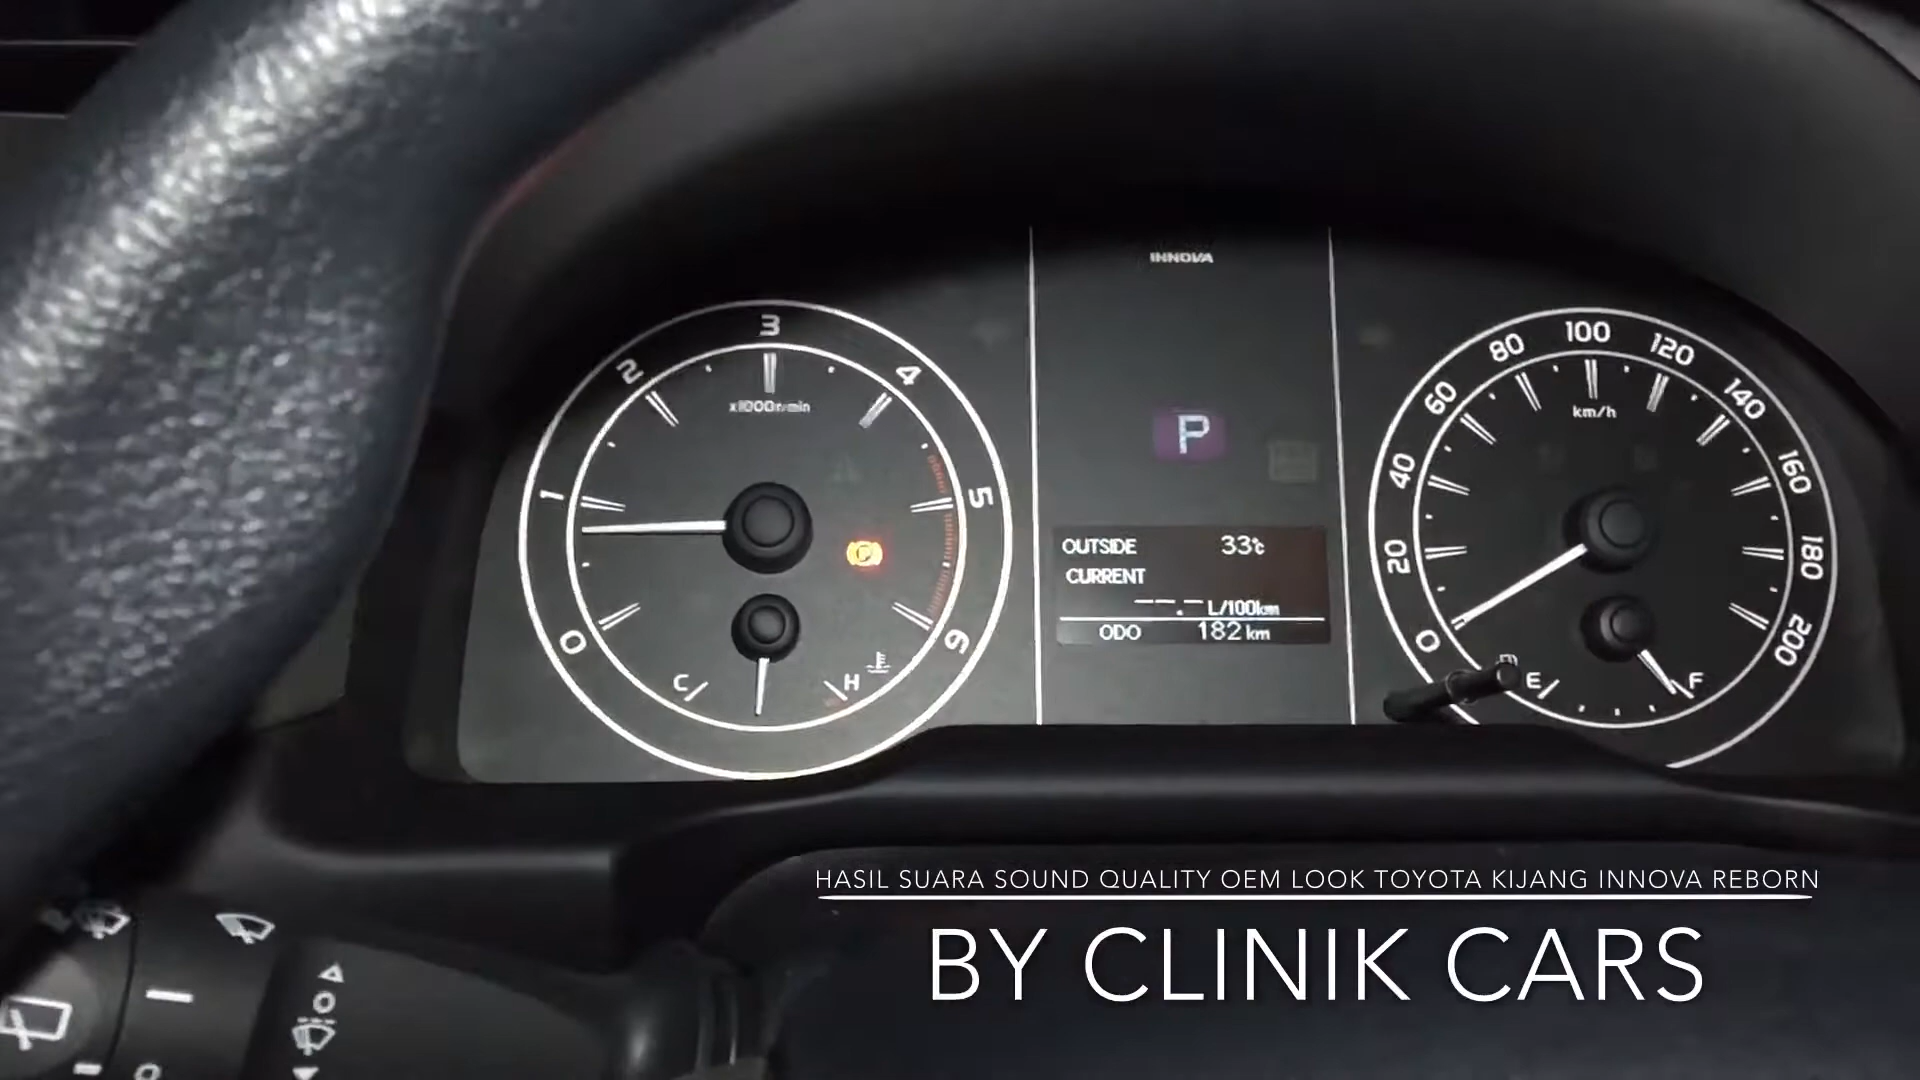 INNOVA
3
2
4
x1000r/min
1
5
0
6
C
H
P
OUTSIDE 33℃
CURRENT
--.- L/100km
ODO 182 km
100
80
120
60
140
km/h
40
160
20
180
0
200
E
F
HASIL SUARA SOUND QUALITY OEM LOOK TOYOTA KIJANG INNOVA REBORN
BY CLINIK CARS